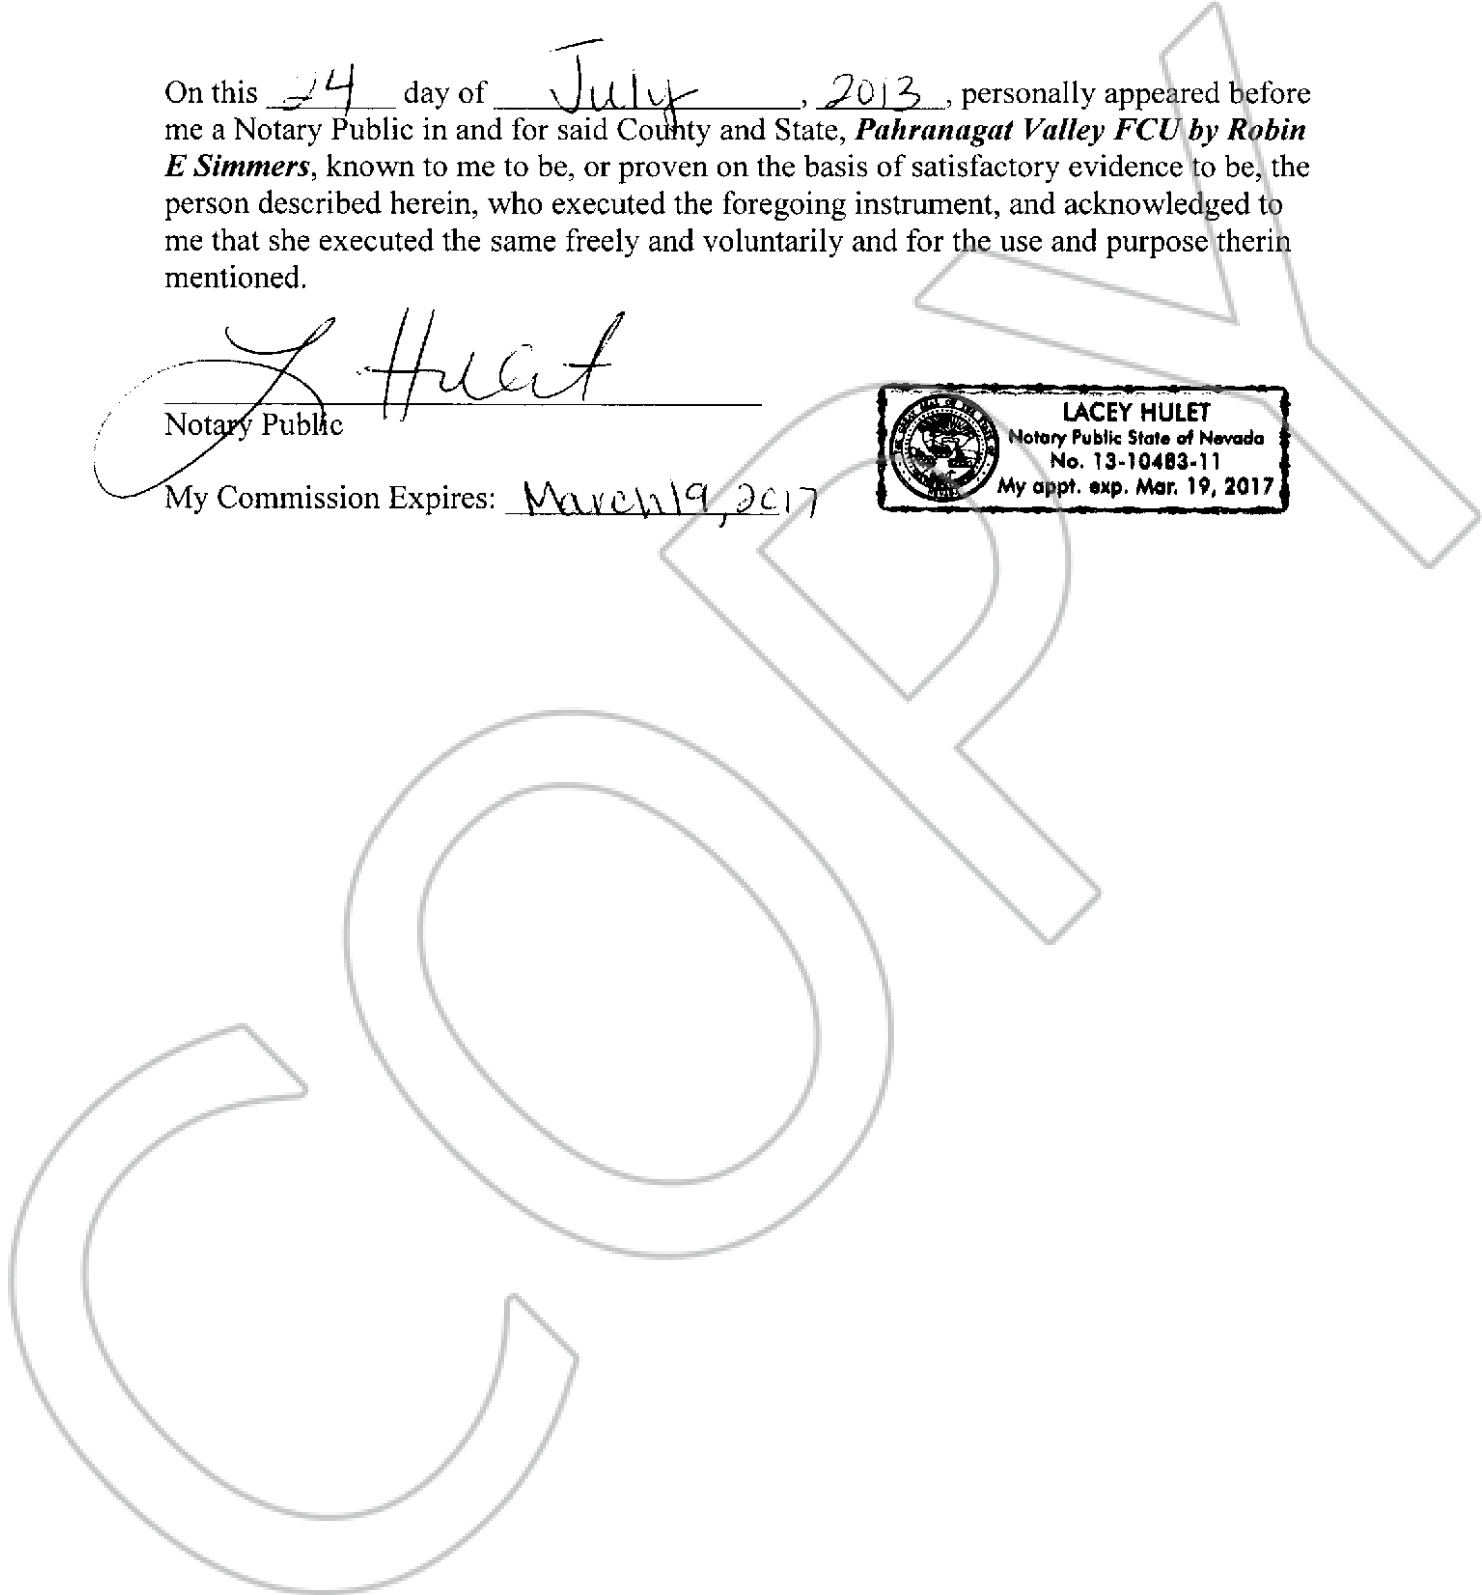 On this 24 day of July, 2013, personally appeared before
me a Notary Public in and for said County and State, Pahranagat Valley FCU by Robin
E Simmers, known to me to be, or proven on the basis of satisfactory evidence to be, the
person described herein, who executed the foregoing instrument, and acknowledged to
me that she executed the same freely and voluntarily and for the use and purpose therin
mentioned.
L Hulet
Notary Public
My Commission Expires: March 19, 2017
LACEY HULET
Notary Public State of Nevada
No. 13-10483-11
My appt. exp. Mar. 19, 2017
COPY